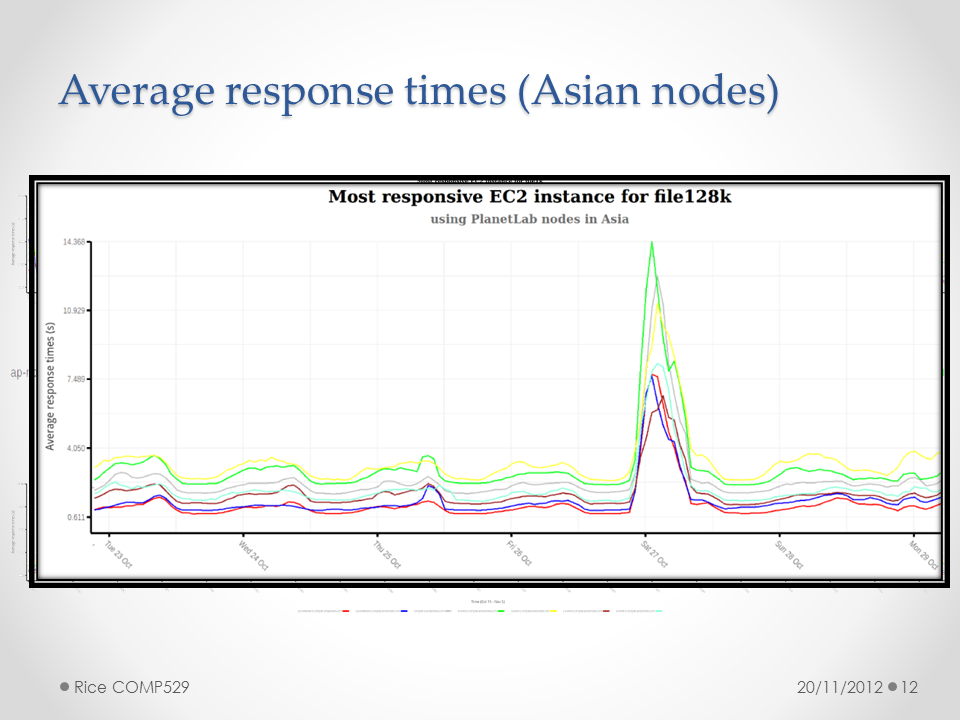 Average response times (Asian nodes)
Most responsive EC2 instance for file128k
using PlanetLab nodes in Asia
Average response times (s)
14.368
10.929
7.489
4.050
0.611
Tue 23 Oct
Wed 24 Oct
Thu 25 Oct
Fri 26 Oct
Sat 27 Oct
Sun 28 Oct
Mon 29 Oct
Rice COMP529
20/11/2012
12